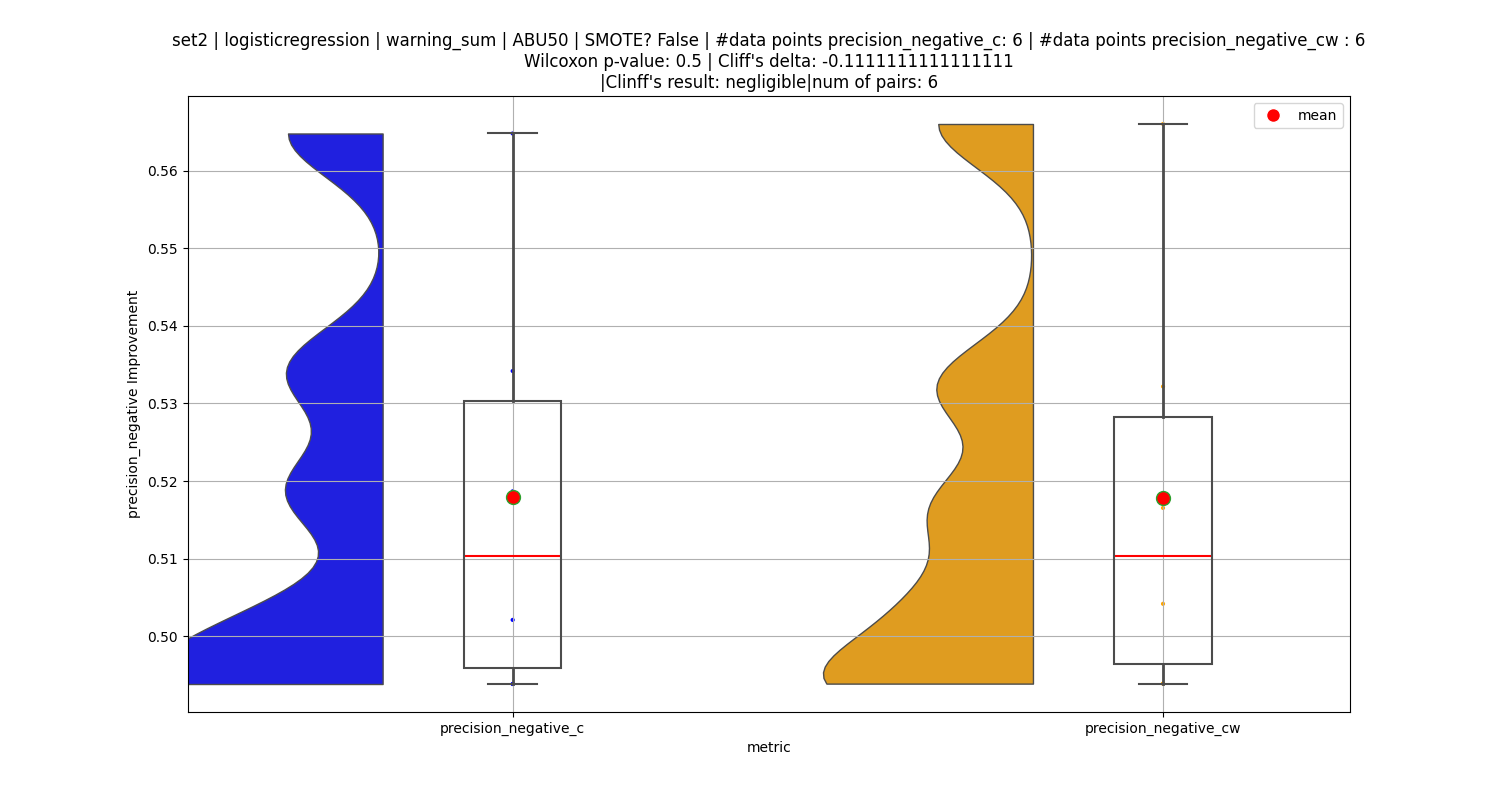 set2 | logisticregression | warning_sum | ABU50 | SMOTE? False | #data points precision_negative_c: 6 | #data points precision_negative_cw : 6
Wilcoxon p-value: 0.5 | Cliff's delta: -0.1111111111111111
|Clinff's result: negligible|num of pairs: 6
mean
0.56
0.55
0.54
0.53
0.52
0.51
0.50
precision_negative Improvement
precision_negative_c
precision_negative_cw
metric